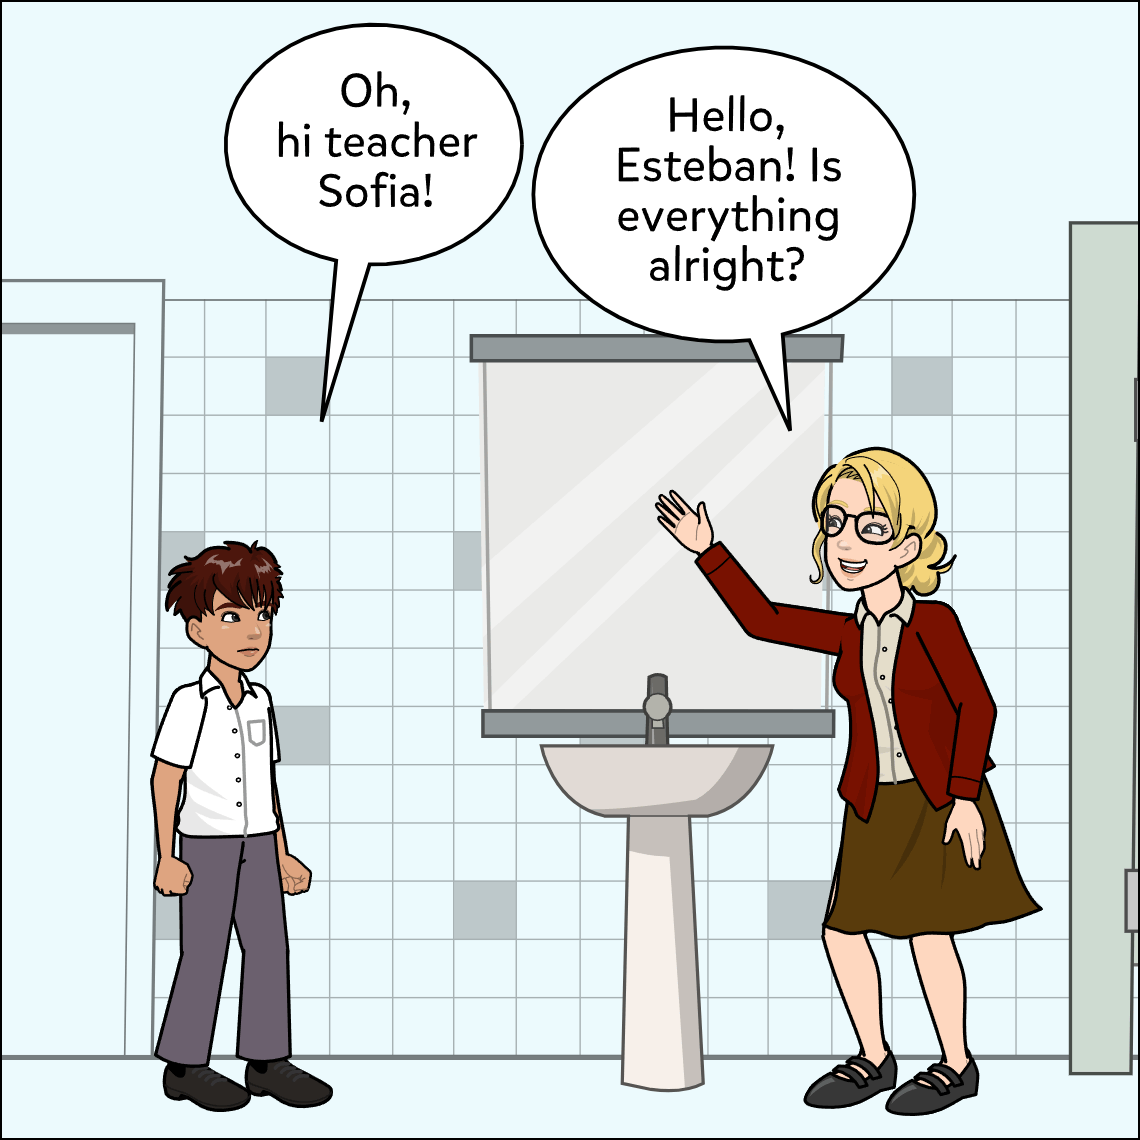 Oh,
hi teacher
Sofia!
Hello,
Esteban! Is
everything
alright?